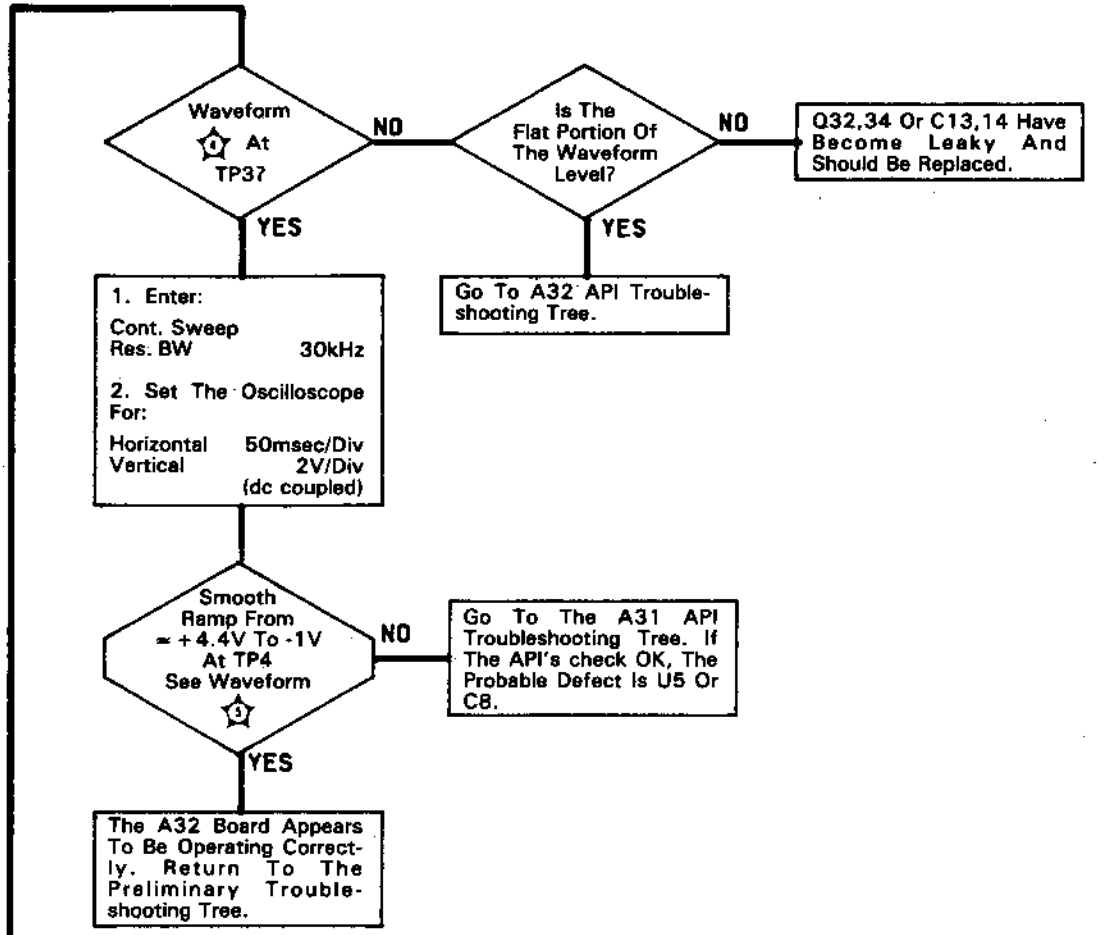 Waveform
4 At
TP3?
NO
Is The
Flat Portion Of
The Waveform
Level?
NO
Q32,34 Or C13,14 Have
Become Leaky And
Should Be Replaced.
YES
YES
1. Enter:
Cont. Sweep
Res. BW 30kHz
2. Set The Oscilloscope
For:
Horizontal 50msec/Div
Vertical 2V/Div
(dc coupled)
Go To A32 API Trouble-
shooting Tree.
Smooth
Ramp From
≈ +4.4V To -1V
At TP4
See Waveform
NO
Go To The A31 API
Troubleshooting Tree. If
The API's check OK, The
Probable Defect Is U5 Or
C8.
YES
The A32 Board Appears
To Be Operating Correct-
ly. Return To The
Preliminary Trouble-
shooting Tree.